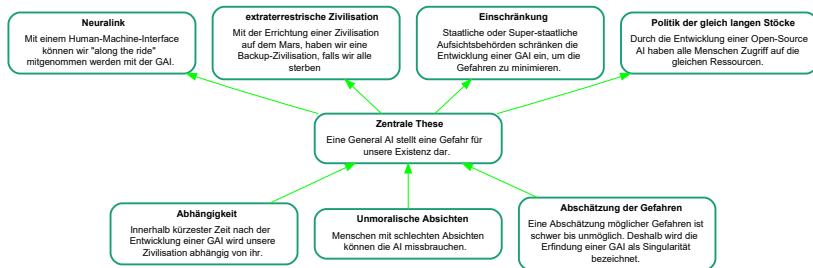 Neuralink
Mit einem Human-Machine-Interface
können wir "along the ride"
mitgenommen werden mit der GAI.
extraterrestrische Zivilisation
Mit der Errichtung einer Zivilisation
auf dem Mars, haben wir eine
Backup-Zivilisation, falls wir alle
sterben
Einschränkung
Staatliche oder Super-staatliche
Aufsichtsbehörden schränken die
Entwicklung einer GAI ein, um die
Gefahren zu minimieren.
Politik der gleich langen Stöcke
Durch die Entwicklung einer Open-Source
AI haben alle Menschen Zugriff auf die
gleichen Ressourcen.
Zentrale These
Eine General AI stellt eine Gefahr für
unsere Existenz dar.
Abhängigkeit
Innerhalb kürzester Zeit nach der
Entwicklung einer GAI wird unsere
Zivilisation abhängig von ihr.
Unmoralische Absichten
Menschen mit schlechten Absichten
können die AI missbrauchen.
Abschätzung der Gefahren
Eine Abschätzung möglicher Gefahren ist
schwer bis unmöglich. Deshalb wird die
Erfindung einer GAI als Singularität
bezeichnet.